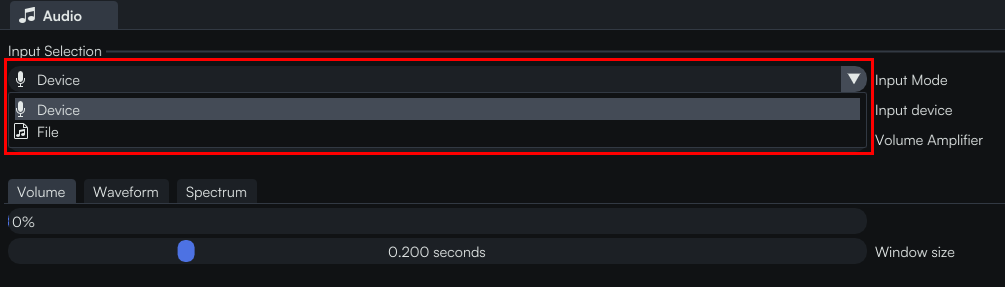 Audio
Input Selection
Device Input Mode
Device Input device
File
Volume Amplifier
Volume Waveform Spectrum
0%
0.200 seconds Window size